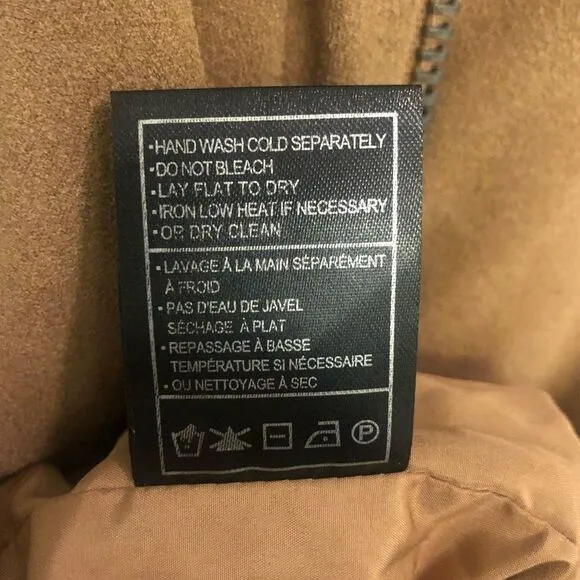 •HAND WASH COLD SEPARATELY
•DO NOT BLEACH
•LAY FLAT TO DRY
•IRON LOW HEAT IF NECESSARY
•OR DRY CLEAN
•LAVAGE À LA MAIN SÉPARÉMENT
À FROID
•PAS D'EAU DE JAVEL
SÉCHAGE À PLAT
•REPASSAGE À BASSE
TEMPÉRATURE SI NÉCESSAIRE
•OU NETTOYAGE À SEC
P